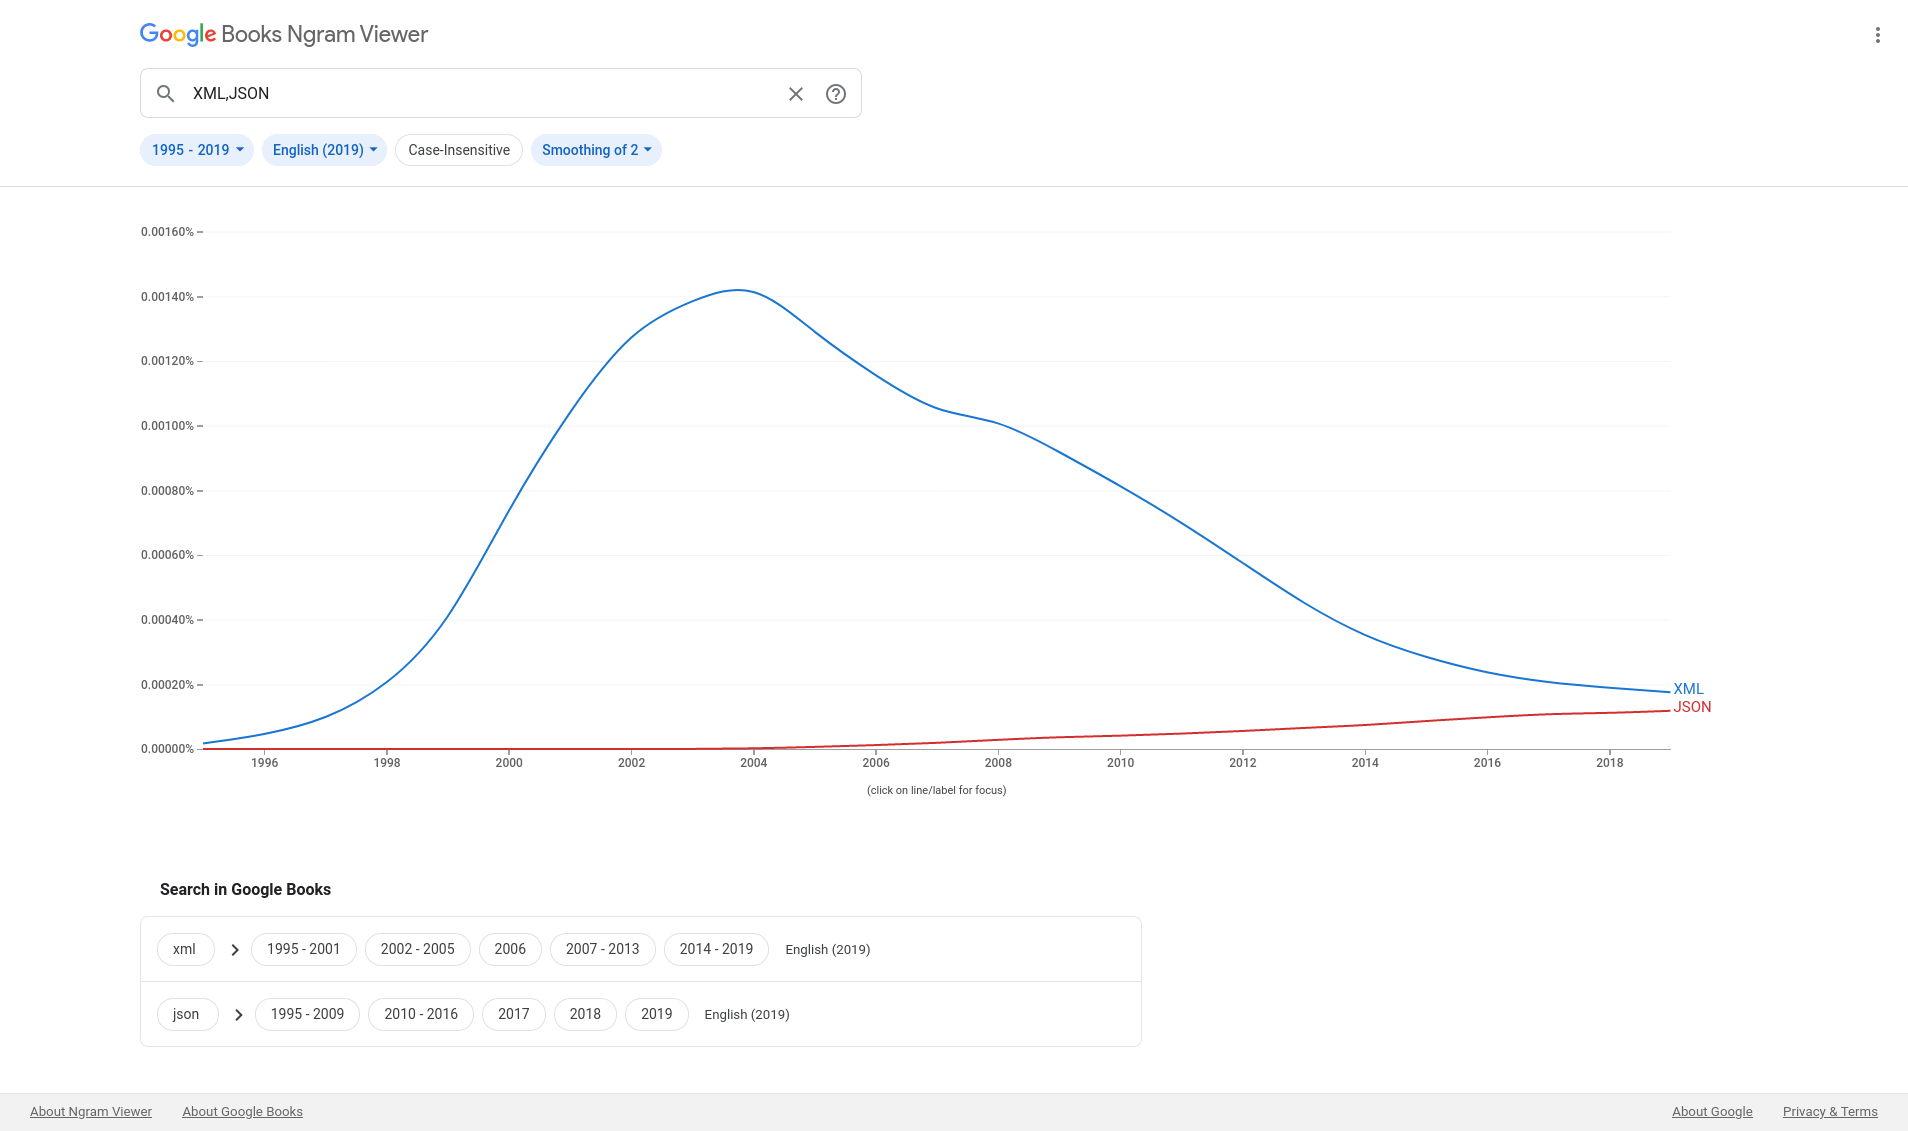 Google Books Ngram Viewer
XML,JSON
1995 - 2019 English (2019) Case-Insensitive Smoothing of 2
0.00160%
0.00140%
0.00120%
0.00100%
0.00080%
0.00060%
0.00040%
0.00020%
XML
JSON
0.00000%
1996 1998 2000 2002 2004 2006 2008 2010 2012 2014 2016 2018
(click on line/label for focus)
Search in Google Books
xml 1995 - 2001 2002 - 2005 2006 2007 - 2013 2014 - 2019 English (2019)
json 1995 - 2009 2010 - 2016 2017 2018 2019 English (2019)
About Ngram Viewer About Google Books About Google Privacy & Terms